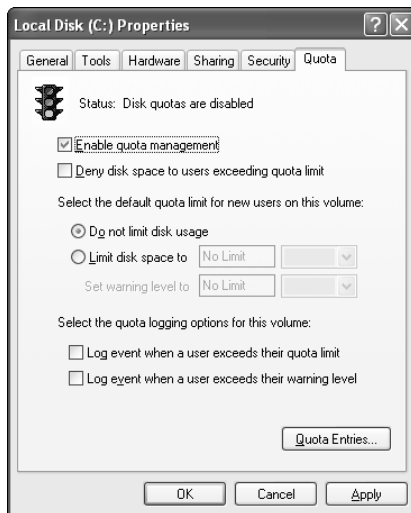 Local Disk (C:) Properties
General Tools Hardware Sharing Security Quota
Status: Disk quotas are disabled
Enable quota management
Deny disk space to users exceeding quota limit
Select the default quota limit for new users on this volume:
Do not limit disk usage
Limit disk space to No Limit
Set warning level to No Limit
Select the quota logging options for this volume:
Log event when a user exceeds their quota limit
Log event when a user exceeds their warning level
Quota Entries...
OK Cancel Apply